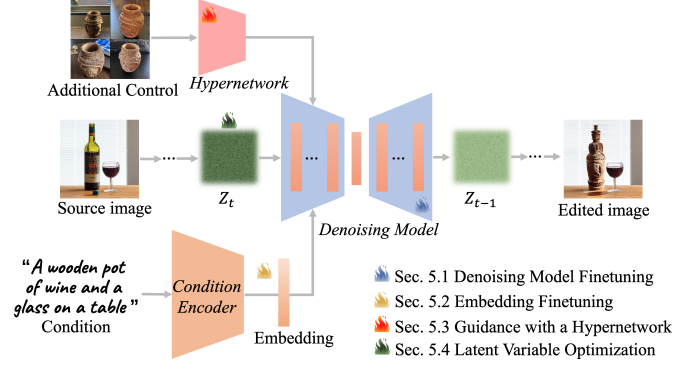 Additional Control
Hypernetwork
...
...
...
...
Source image
Z_t
Denoising Model
Z_{t-1}
Edited image
“A wooden pot
of wine and a
glass on a table”
Condition
Condition
Encoder
Embedding
Sec. 5.1 Denoising Model Finetuning
Sec. 5.2 Embedding Finetuning
Sec. 5.3 Guidance with a Hypernetwork
Sec. 5.4 Latent Variable Optimization